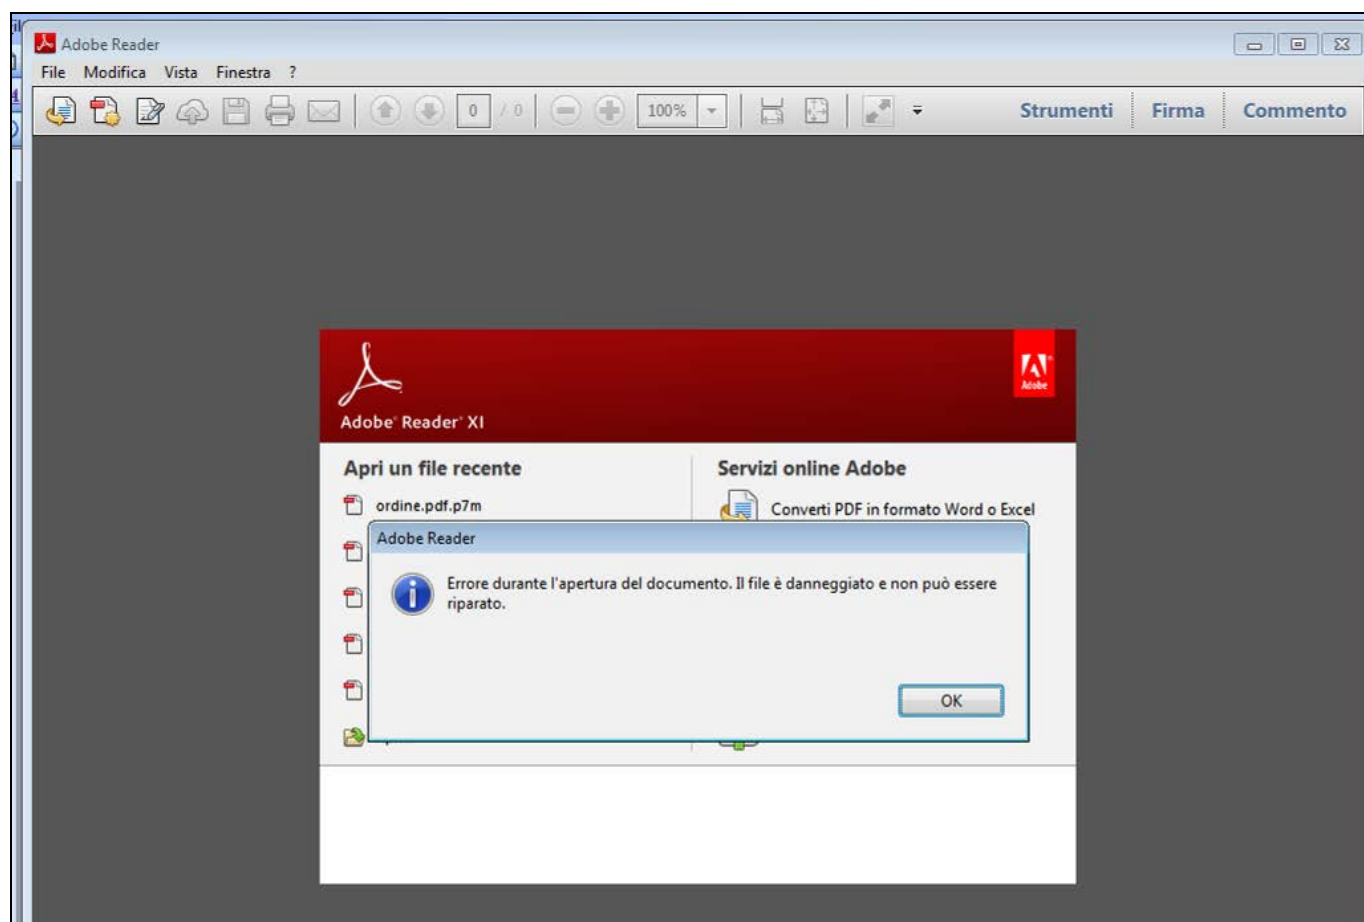 Adobe Reader
File Modifica Vista Finestra ?
0 / 0 100% Strumenti Firma Commento
Adobe
Adobe® Reader® XI
Apri un file recente
Servizi online Adobe
ordine.pdf.p7m
Converti PDF in formato Word o Excel
Adobe Reader
Errore durante l'apertura del documento. Il file è danneggiato e non può essere
riparato.
OK